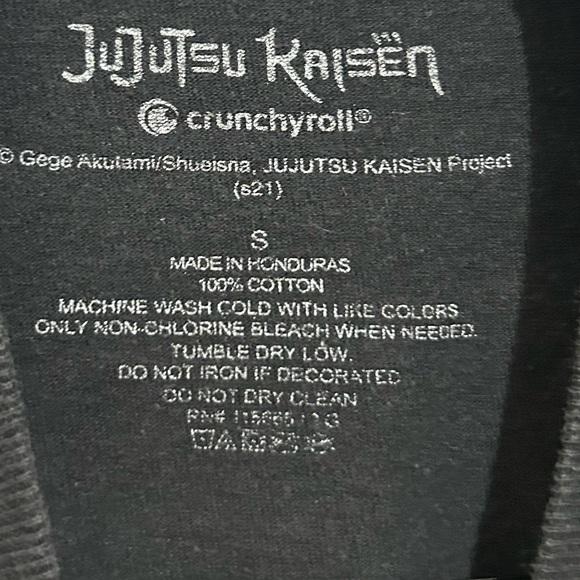 JUJUTSU KAISEN
crunchyroll®
© Gege Akutami/Shueisha, JUJUTSU KAISEN Project
(s21)
S
MADE IN HONDURAS
100% COTTON
MACHINE WASH COLD WITH LIKE COLORS
ONLY NON-CHLORINE BLEACH WHEN NEEDED.
TUMBLE DRY LOW.
DO NOT IRON IF DECORATED
DO NOT DRY CLEAN
RN#